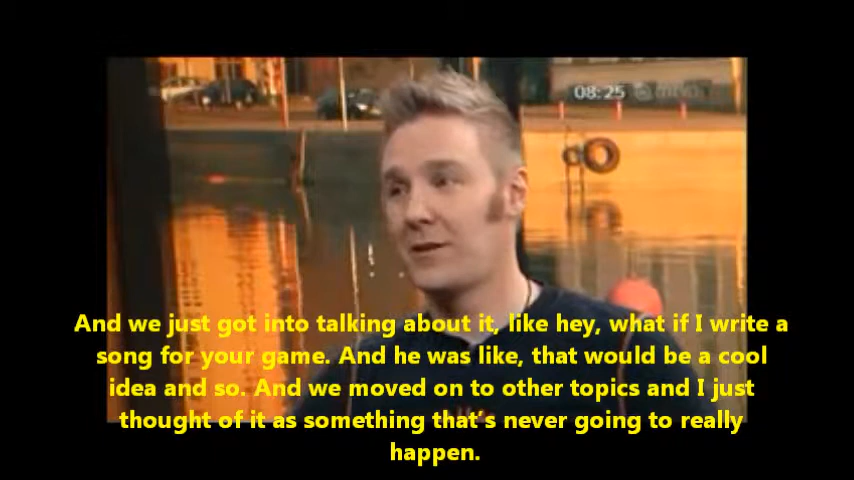 08:25
And we just got into talking about it, like hey, what if I write a
song for your game. And he was like, that would be a cool
idea and so. And we moved on to other topics and I just
thought of it as something that's never going to really
happen.